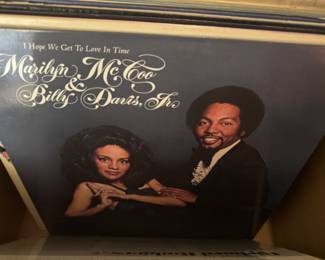 I Hope We Get To Love In Time
Marilyn McCoo
& Billy Davis, Jr.